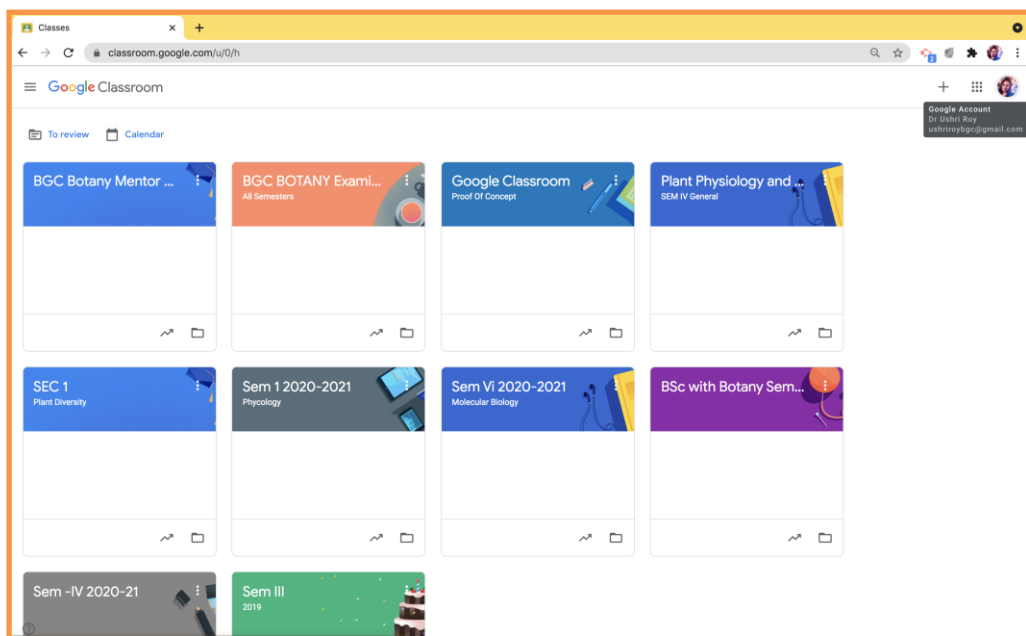 Classes
classroom.google.com/u/0/h
2
Google Classroom
Google Account
Dr Ushri Roy
ushriroybgc@gmail.com
To review
Calendar
BGC Botany Mentor ...
BGC BOTANY Exami...
All Semesters
Google Classroom
Proof Of Concept
Plant Physiology and ...
SEM IV General
SEC 1
Plant Diversity
Sem 1 2020-2021
Phycology
Sem Vi 2020-2021
Molecular Biology
BSc with Botany Sem...
Sem -IV 2020-21
Sem III
2019